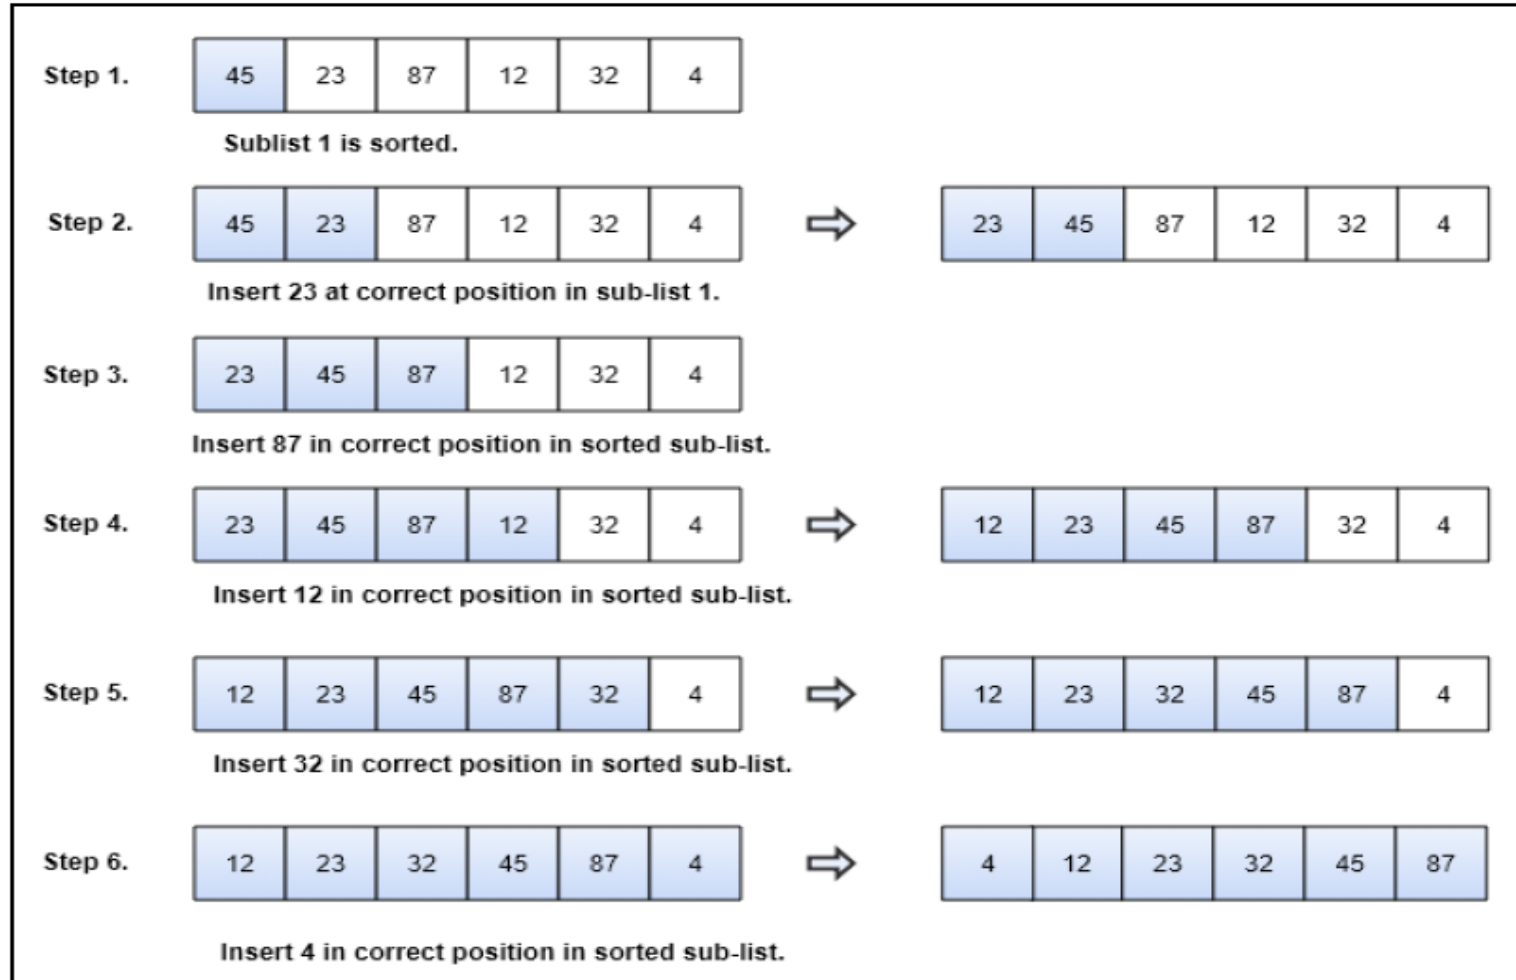 Step 1. 45 23 87 12 32 4
Sublist 1 is sorted.
Step 2. 45 23 87 12 32 4 23 45 87 12 32 4
Insert 23 at correct position in sub-list 1.
Step 3. 23 45 87 12 32 4
Insert 87 in correct position in sorted sub-list.
Step 4. 23 45 87 12 32 4 12 23 45 87 32 4
Insert 12 in correct position in sorted sub-list.
Step 5. 12 23 45 87 32 4 12 23 32 45 87 4
Insert 32 in correct position in sorted sub-list.
Step 6. 12 23 32 45 87 4 4 12 23 32 45 87
Insert 4 in correct position in sorted sub-list.